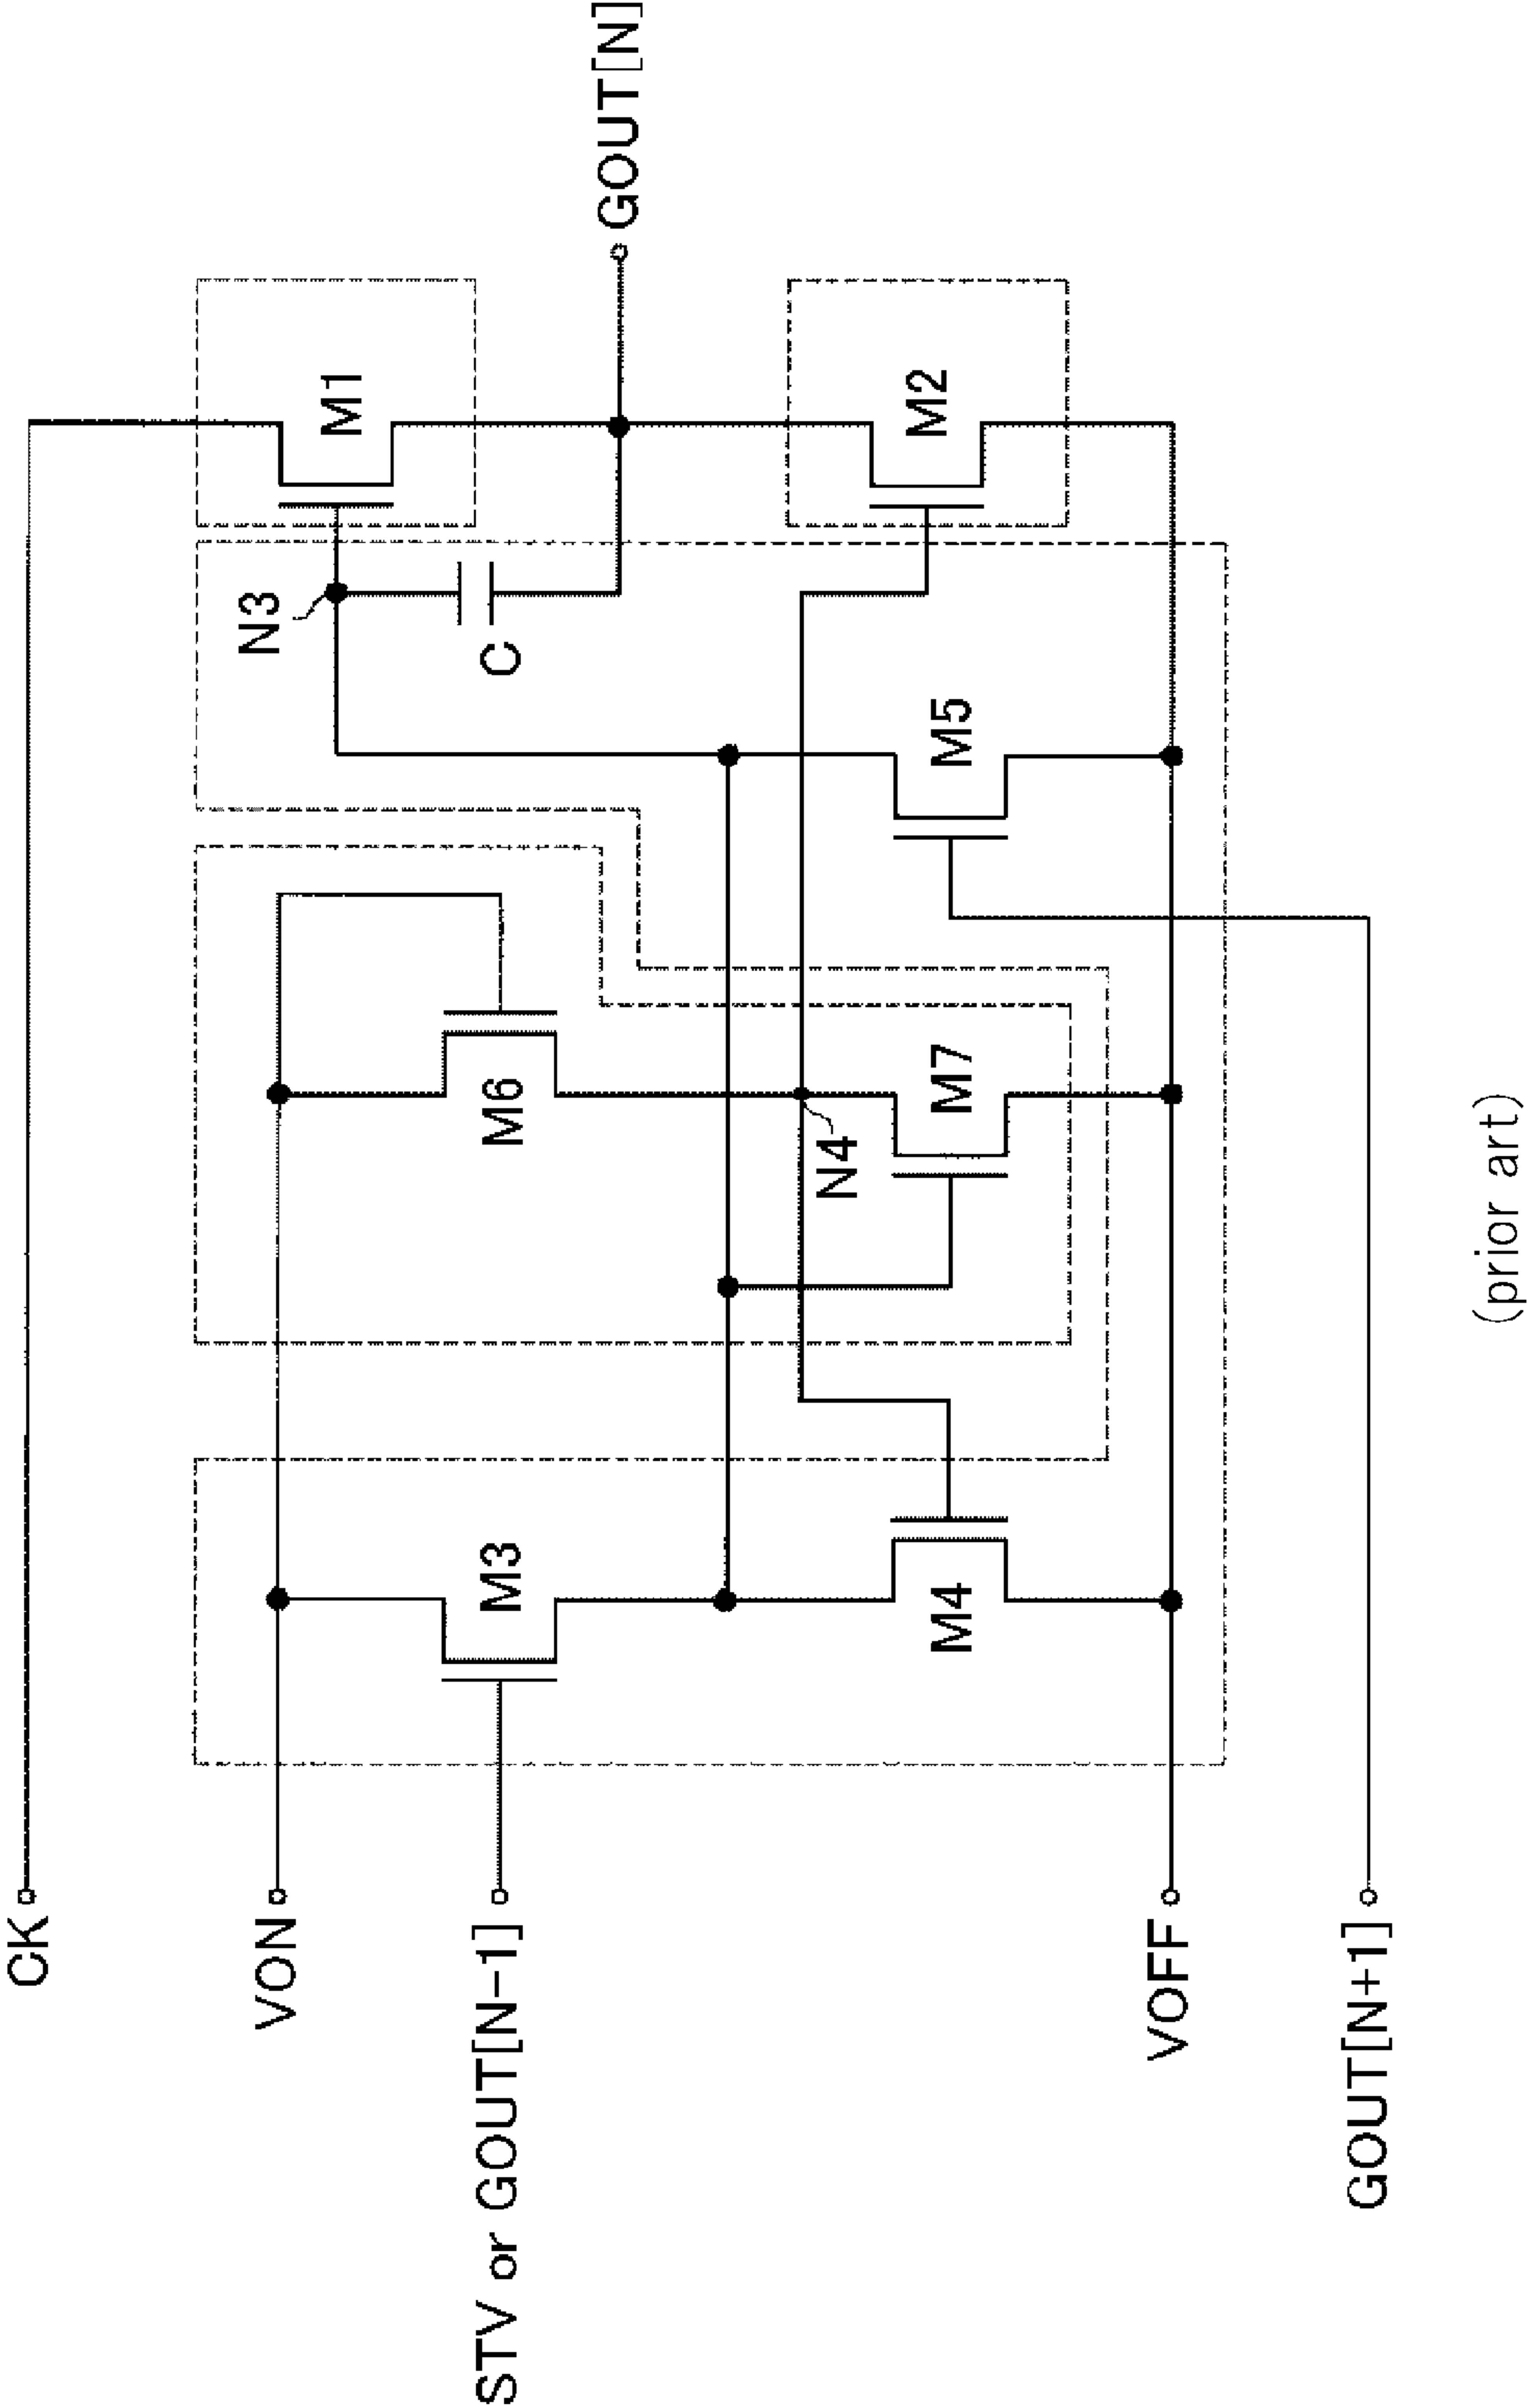 CK
VON
STV or GOUT[N-1]
VOFF
GOUT[N+1]
M3
M4
M6
N4
M7
M5
N3
C
M1
M2
GOUT[N]
(prior art)